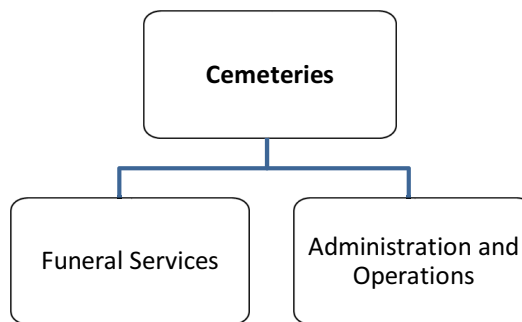 Cemeteries
Funeral Services
Administration and
Operations